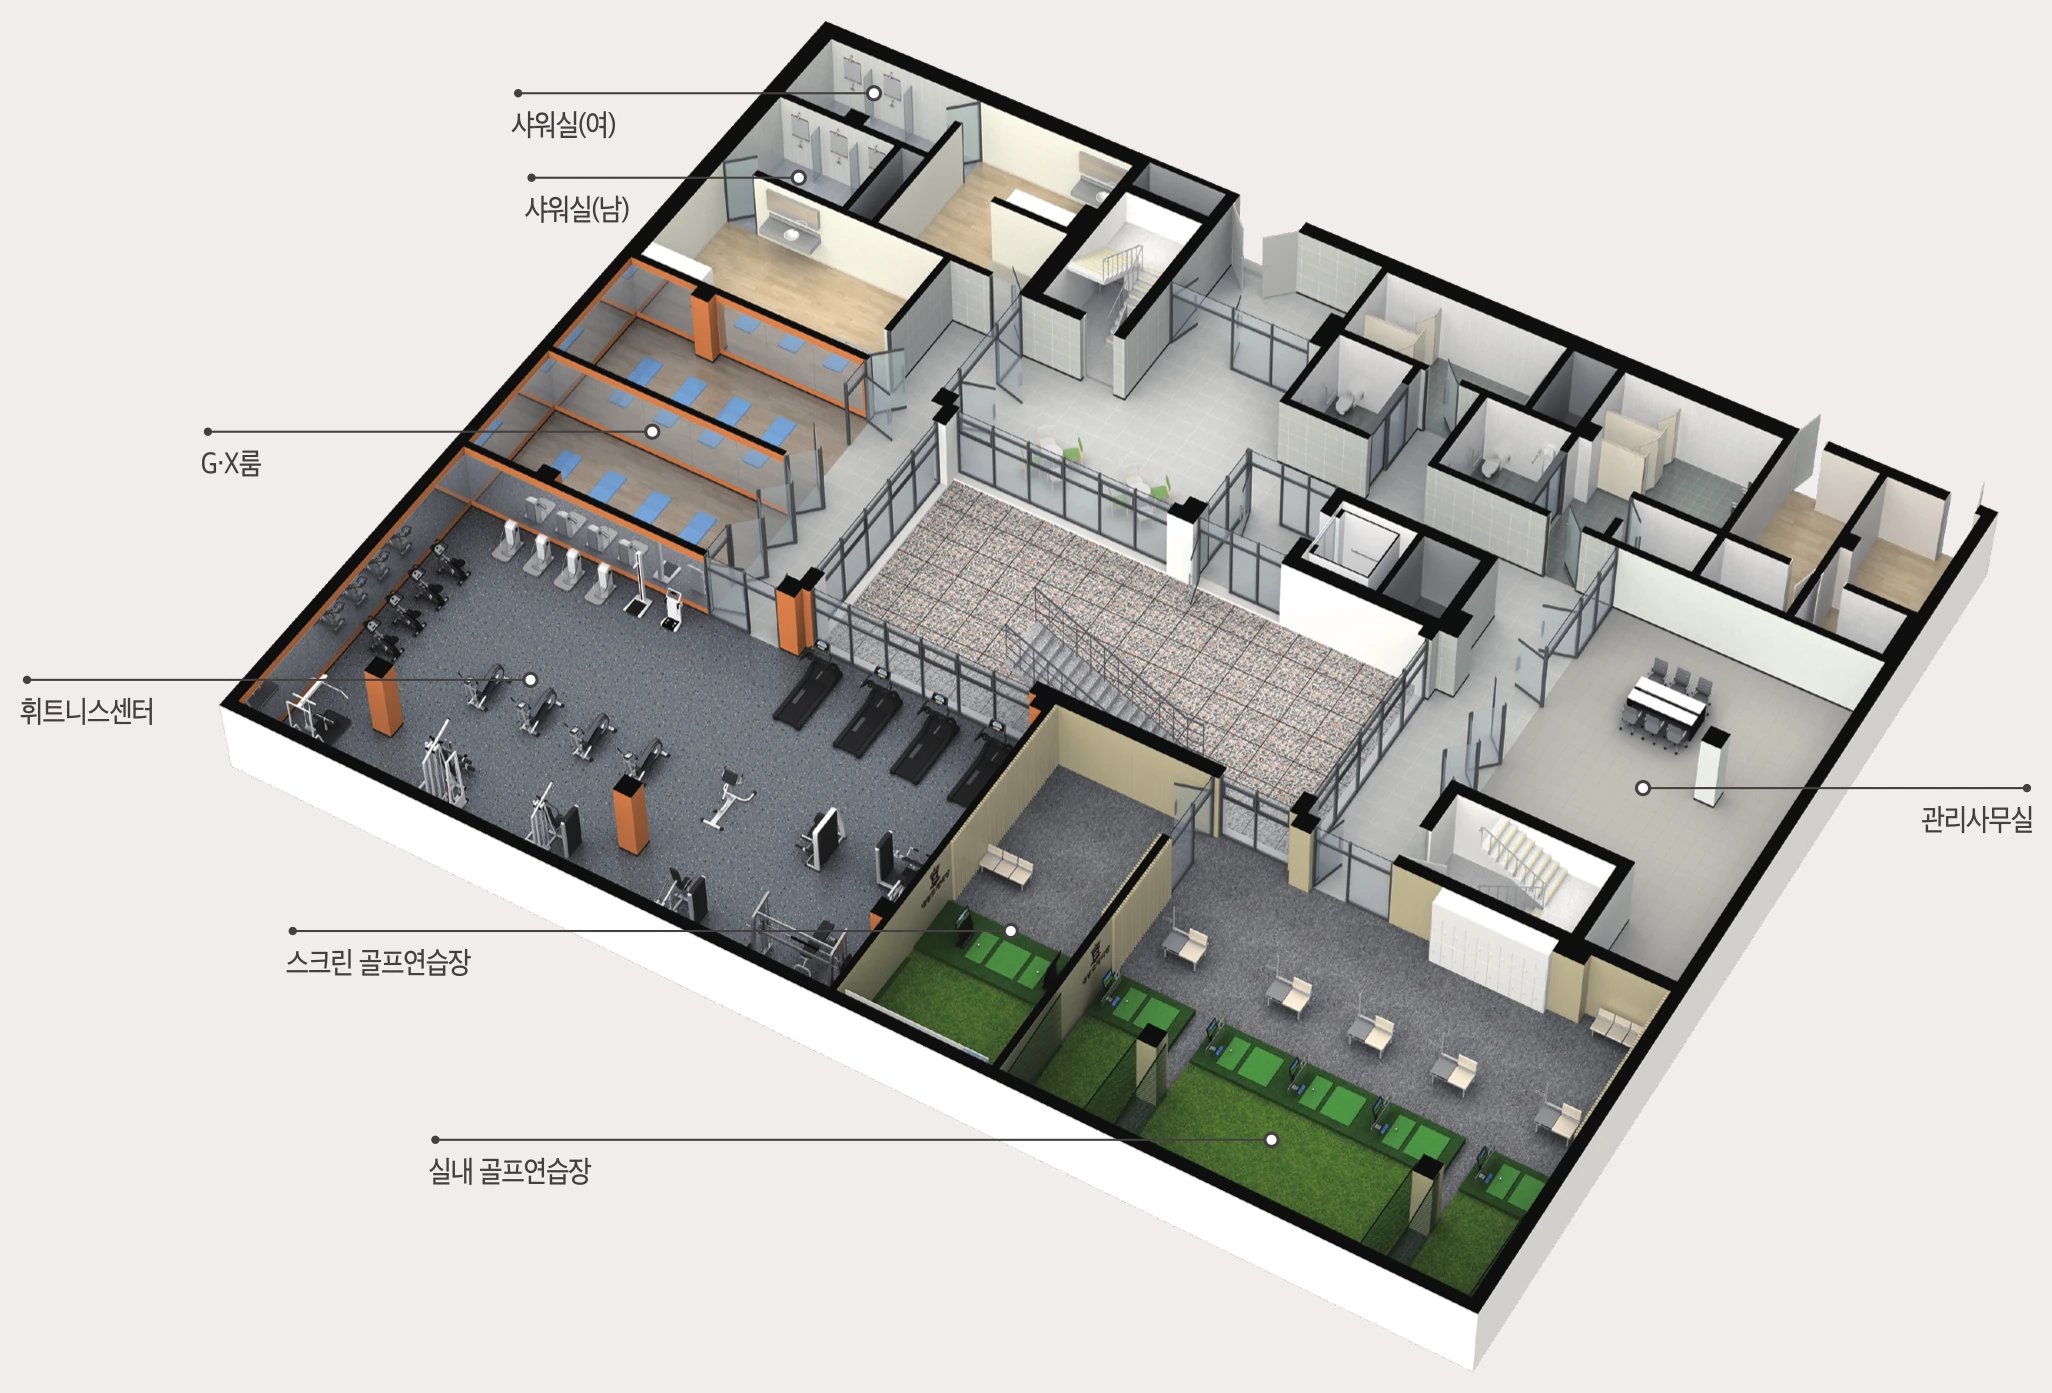 샤워실(여)
샤워실(남)
G·X룸
휘트니스센터
관리사무실
스크린 골프연습장
실내 골프연습장